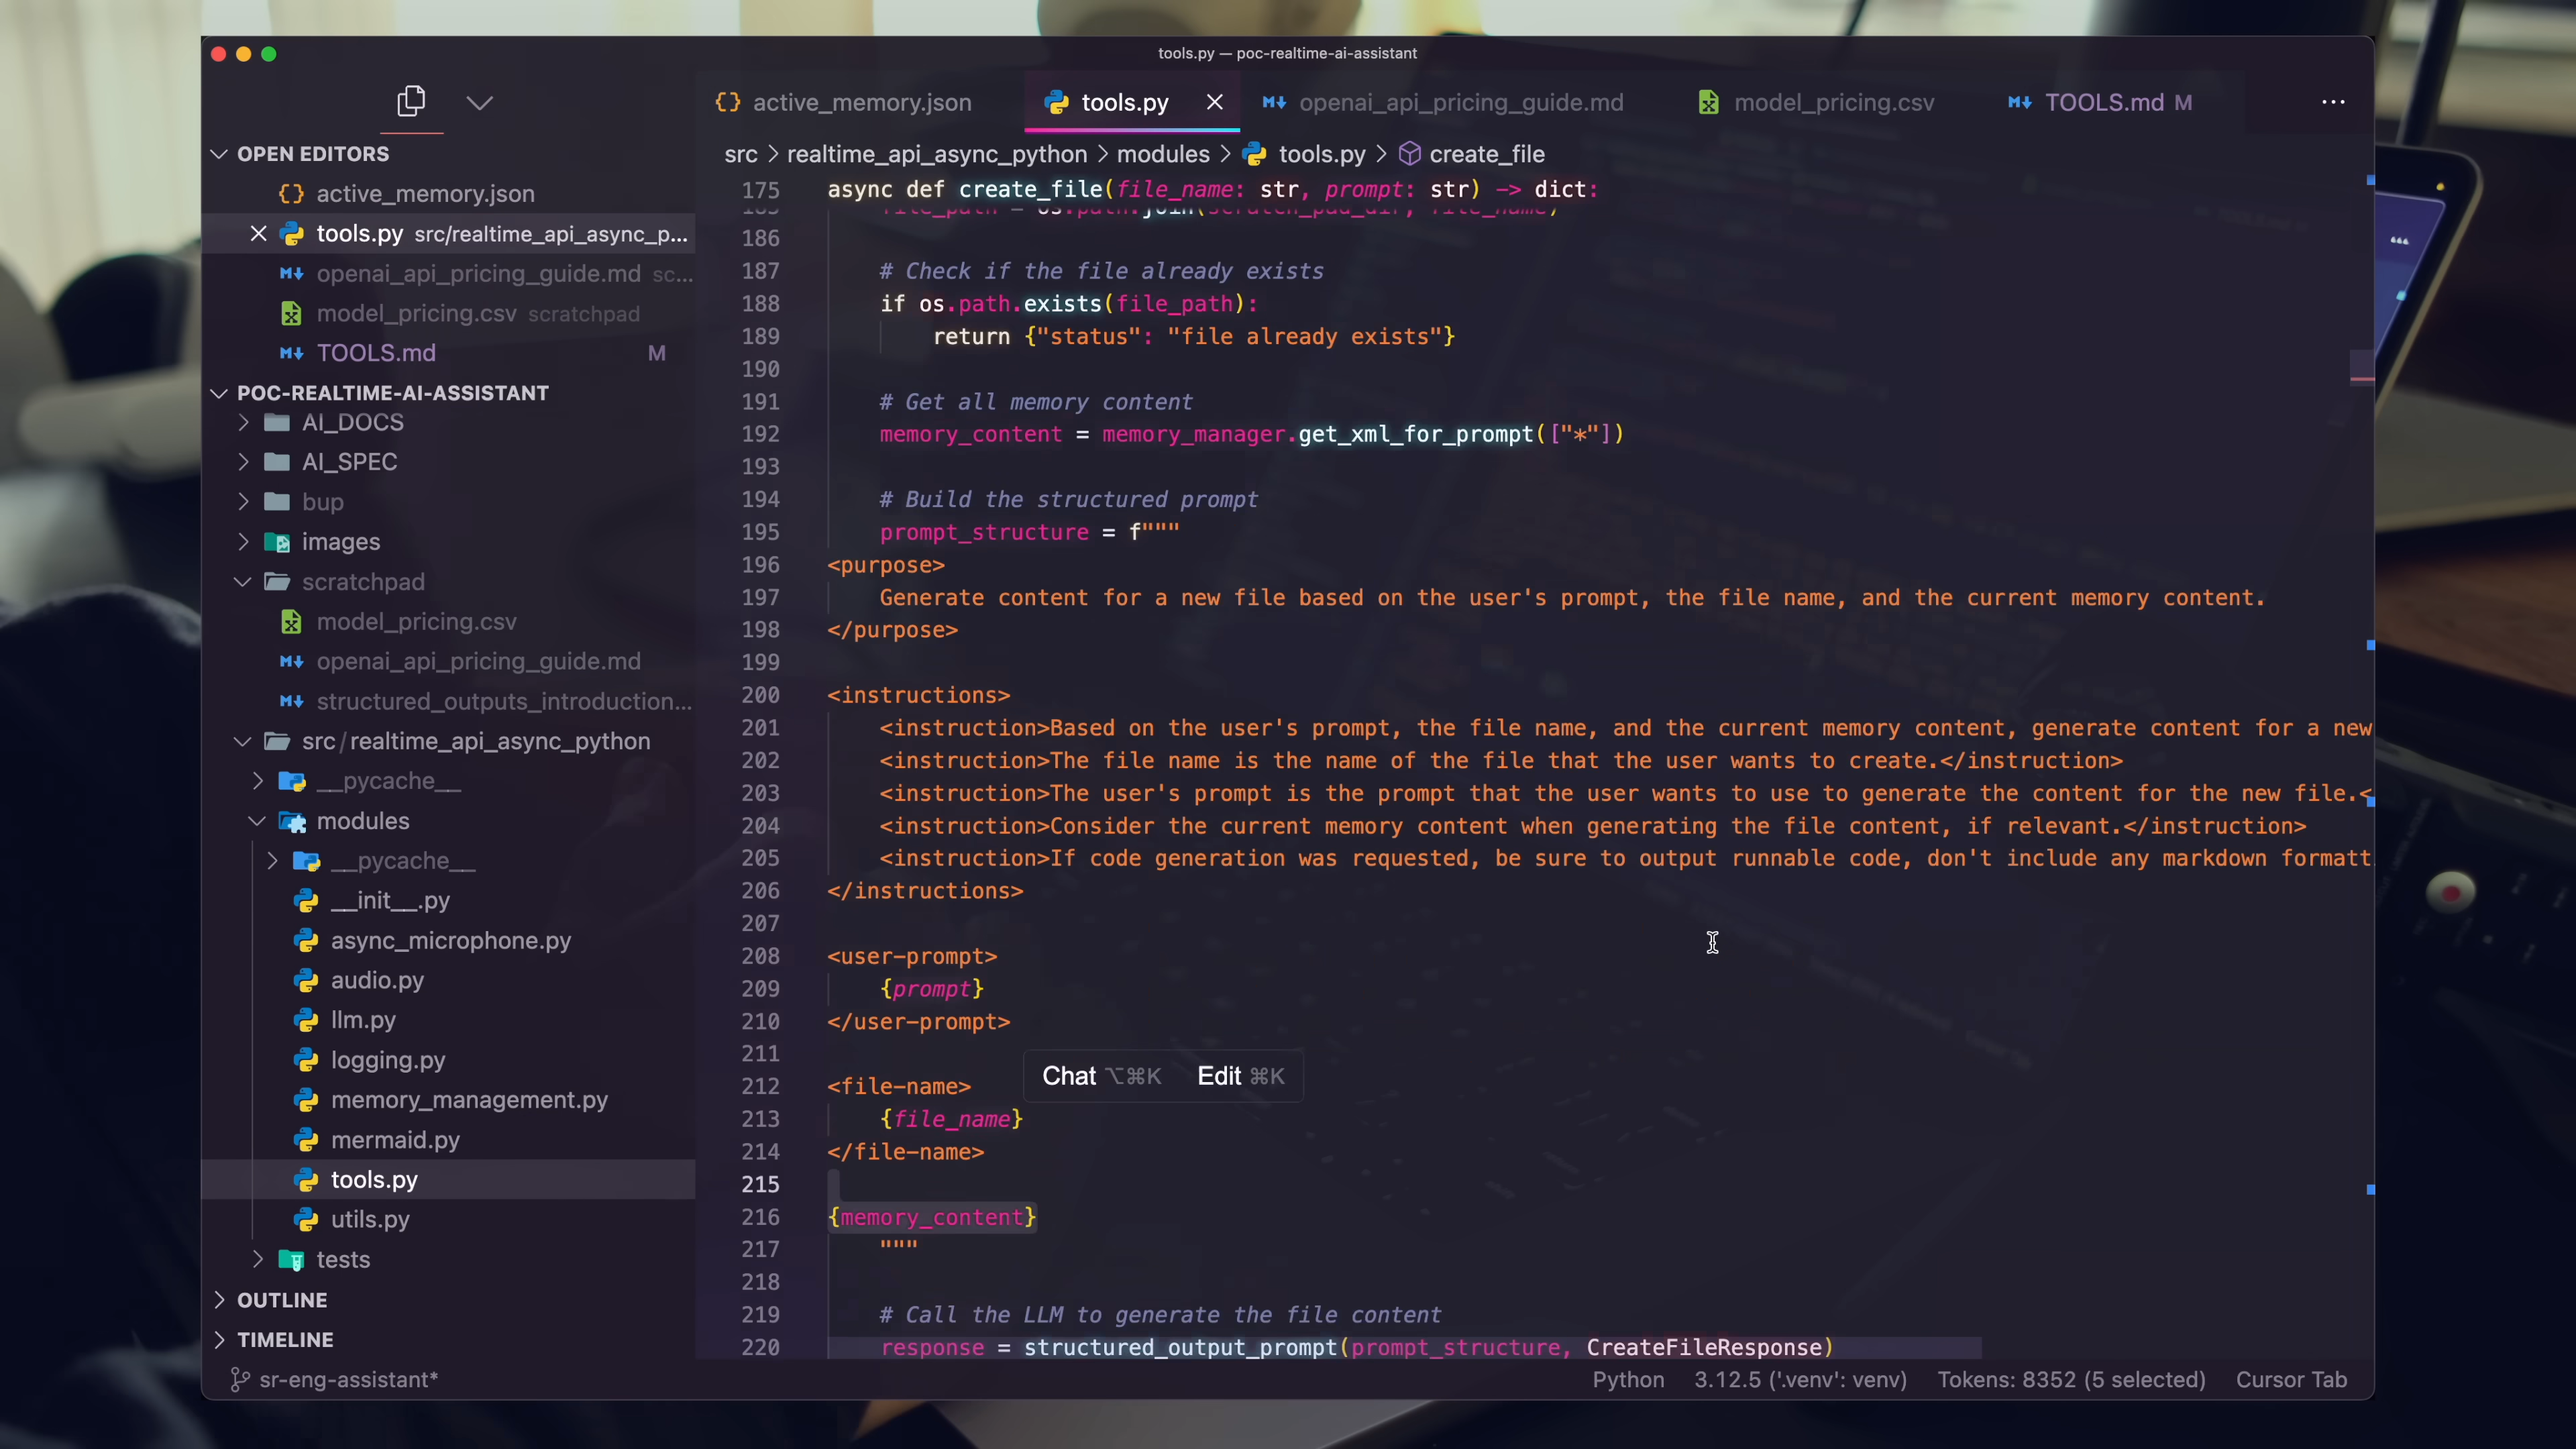 tools.py — poc-realtime-ai-assistant
active_memory.json
tools.py
openai_api_pricing_guide.md
model_pricing.csv
TOOLS.md M
OPEN EDITORS
active_memory.json
tools.py src/realtime_api_async_p...
openai_api_pricing_guide.md sc...
model_pricing.csv scratchpad
TOOLS.md M
POC-REALTIME-AI-ASSISTANT
AI_DOCS
AI_SPEC
bup
images
scratchpad
model_pricing.csv
openai_api_pricing_guide.md
structured_outputs_introduction...
src/realtime_api_async_python
__pycache__
modules
__pycache__
__init__.py
async_microphone.py
audio.py
llm.py
logging.py
memory_management.py
mermaid.py
tools.py
utils.py
tests
OUTLINE
TIMELINE
src > realtime_api_async_python > modules > tools.py > create_file
175 async def create_file(file_name: str, prompt: str) -> dict:
185 file_path = os.path.join(scratch_pad_dir, file_name)
186
187 # Check if the file already exists
188 if os.path.exists(file_path):
189 return {"status": "file already exists"}
190
191 # Get all memory content
192 memory_content = memory_manager.get_xml_for_prompt(["*"])
193
194 # Build the structured prompt
195 prompt_structure = f"""
196 <purpose>
197 Generate content for a new file based on the user's prompt, the file name, and the current memory content.
198 </purpose>
199
200 <instructions>
201 <instruction>Based on the user's prompt, the file name, and the current memory content, generate content for a new
202 <instruction>The file name is the name of the file that the user wants to create.</instruction>
203 <instruction>The user's prompt is the prompt that the user wants to use to generate the content for the new file.<
204 <instruction>Consider the current memory content when generating the file content, if relevant.</instruction>
205 <instruction>If code generation was requested, be sure to output runnable code, don't include any markdown formatt
206 </instructions>
207
208 <user-prompt>
209 {prompt}
210 </user-prompt>
211
Chat ⌥⌘K Edit ⌘K
212 <file-name>
213 {file_name}
214 </file-name>
215
216 {memory_content}
217 """
218
219 # Call the LLM to generate the file content
220 response = structured_output_prompt(prompt_structure, CreateFileResponse)
sr-eng-assistant*
Python
3.12.5 ('.venv': venv)
Tokens: 8352 (5 selected)
Cursor Tab